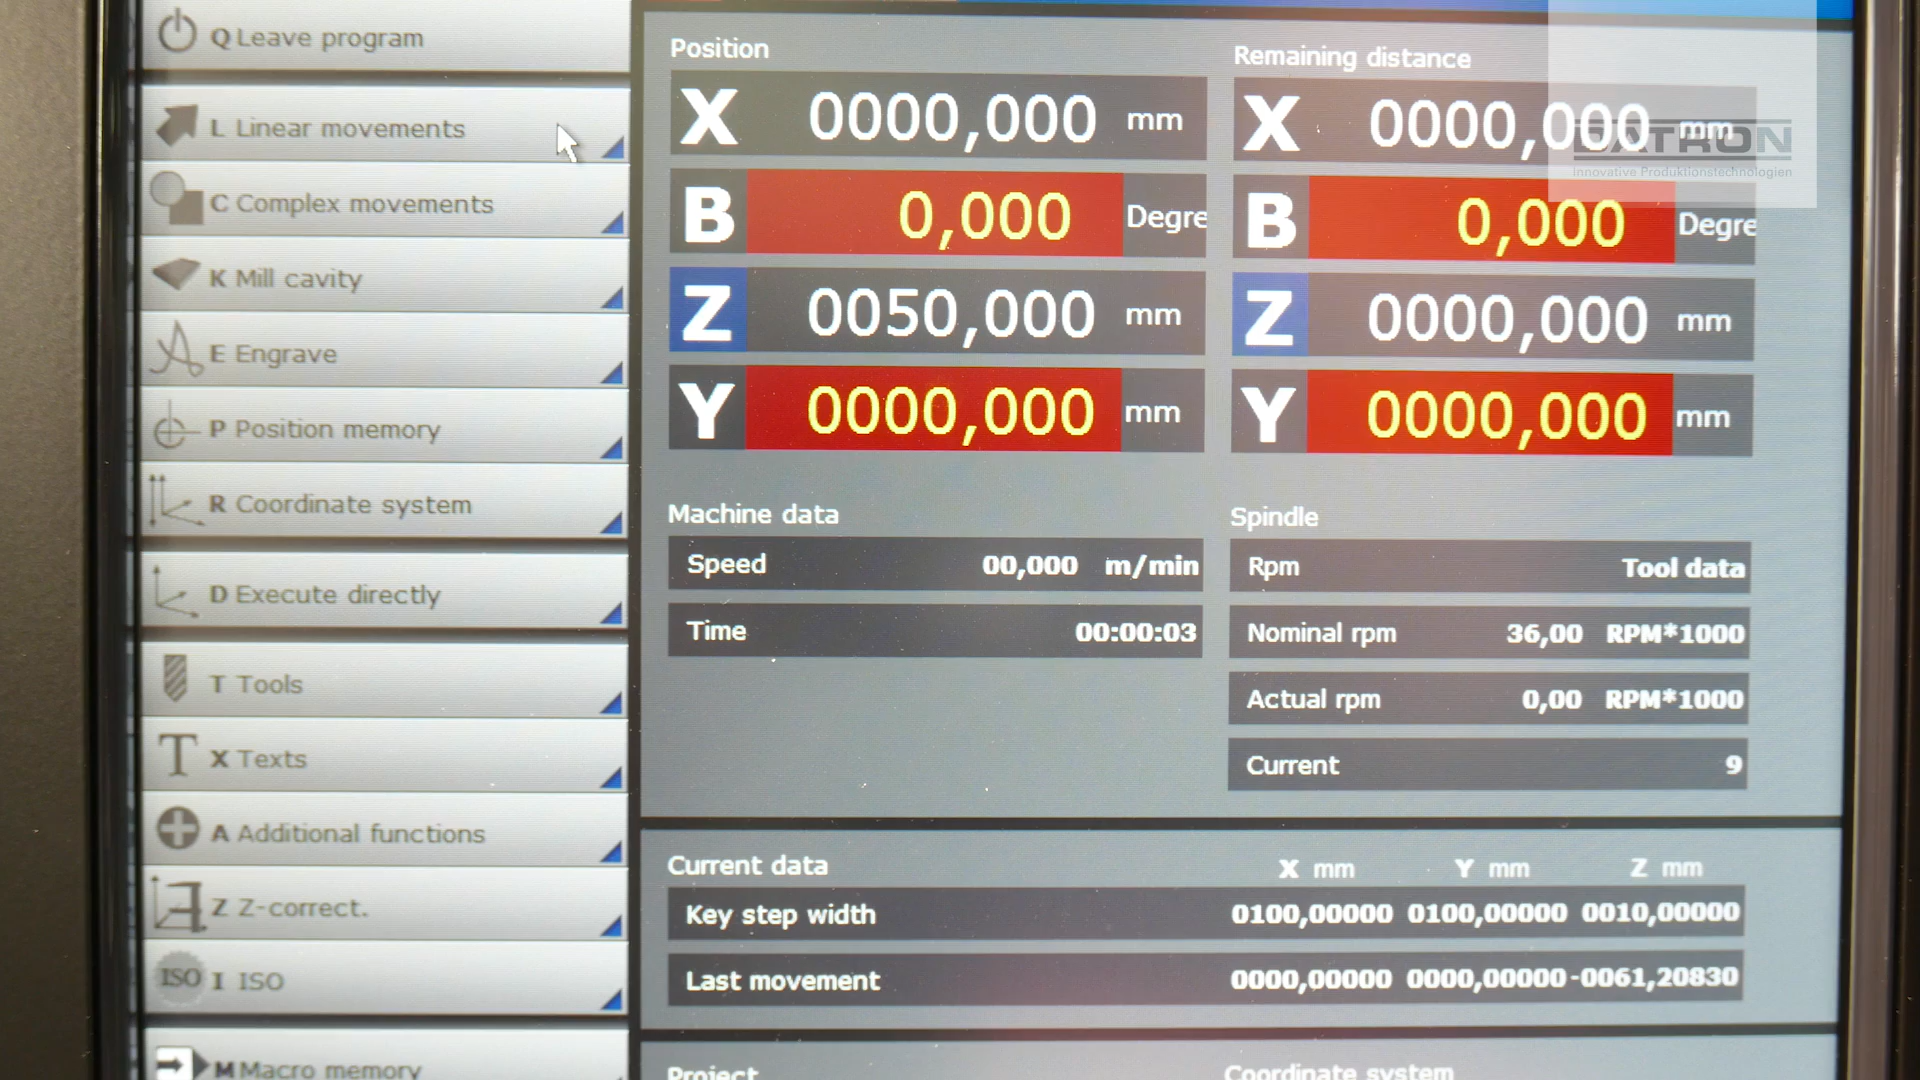 Q Leave program
L Linear movements
C Complex movements
K Mill cavity
E Engrave
P Position memory
R Coordinate system
D Execute directly
T Tools
T X Texts
A Additional functions
Z Z-correct.
ISO I ISO
M Macro memory
Position
X 0000,000 mm
B 0,000 Degre
Z 0050,000 mm
Y 0000,000 mm
Remaining distance
X 0000,000 mm
B 0,000 Degre
Z 0000,000 mm
Y 0000,000 mm
DATRON
Innovative Produktionstechnologien
Machine data
Speed 00,000 m/min
Time 00:00:03
Spindle
Rpm Tool data
Nominal rpm 36,00 RPM*1000
Actual rpm 0,00 RPM*1000
Current 9
Current data X mm Y mm Z mm
Key step width 0100,00000 0100,00000 0010,00000
Last movement 0000,00000 0000,00000 -0061,20830
Project Coordinate system